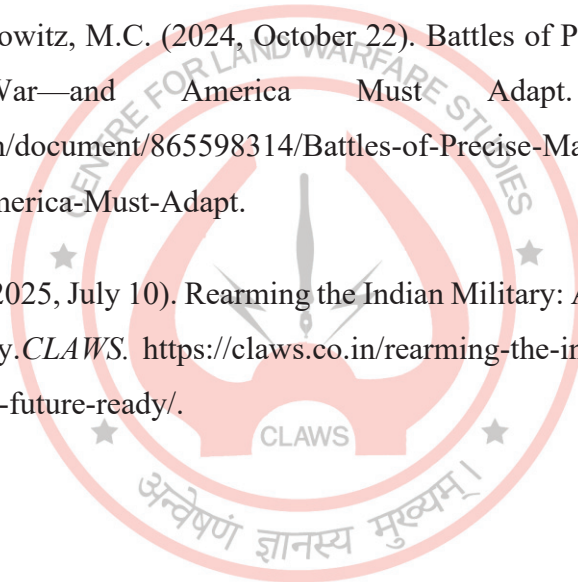 owitz, M.C. (2024, October 22). Battles of P
War—and America Must Adapt.
n/document/865598314/Battles-of-Precise-Ma
merica-Must-Adapt.
2025, July 10). Rearming the Indian Military: A
y.CLAWS. https://claws.co.in/rearming-the-in
-future-ready/.
CENTRE FOR LAND WARFARE STUDIES
CLAWS
अन्वेषणं ज्ञानस्य मुख्यम्।